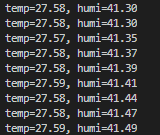 temp=27.58, humi=41.30
temp=27.58, humi=41.30
temp=27.57, humi=41.35
temp=27.58, humi=41.37
temp=27.58, humi=41.39
temp=27.59, humi=41.41
temp=27.58, humi=41.44
temp=27.58, humi=41.47
temp=27.59, humi=41.49